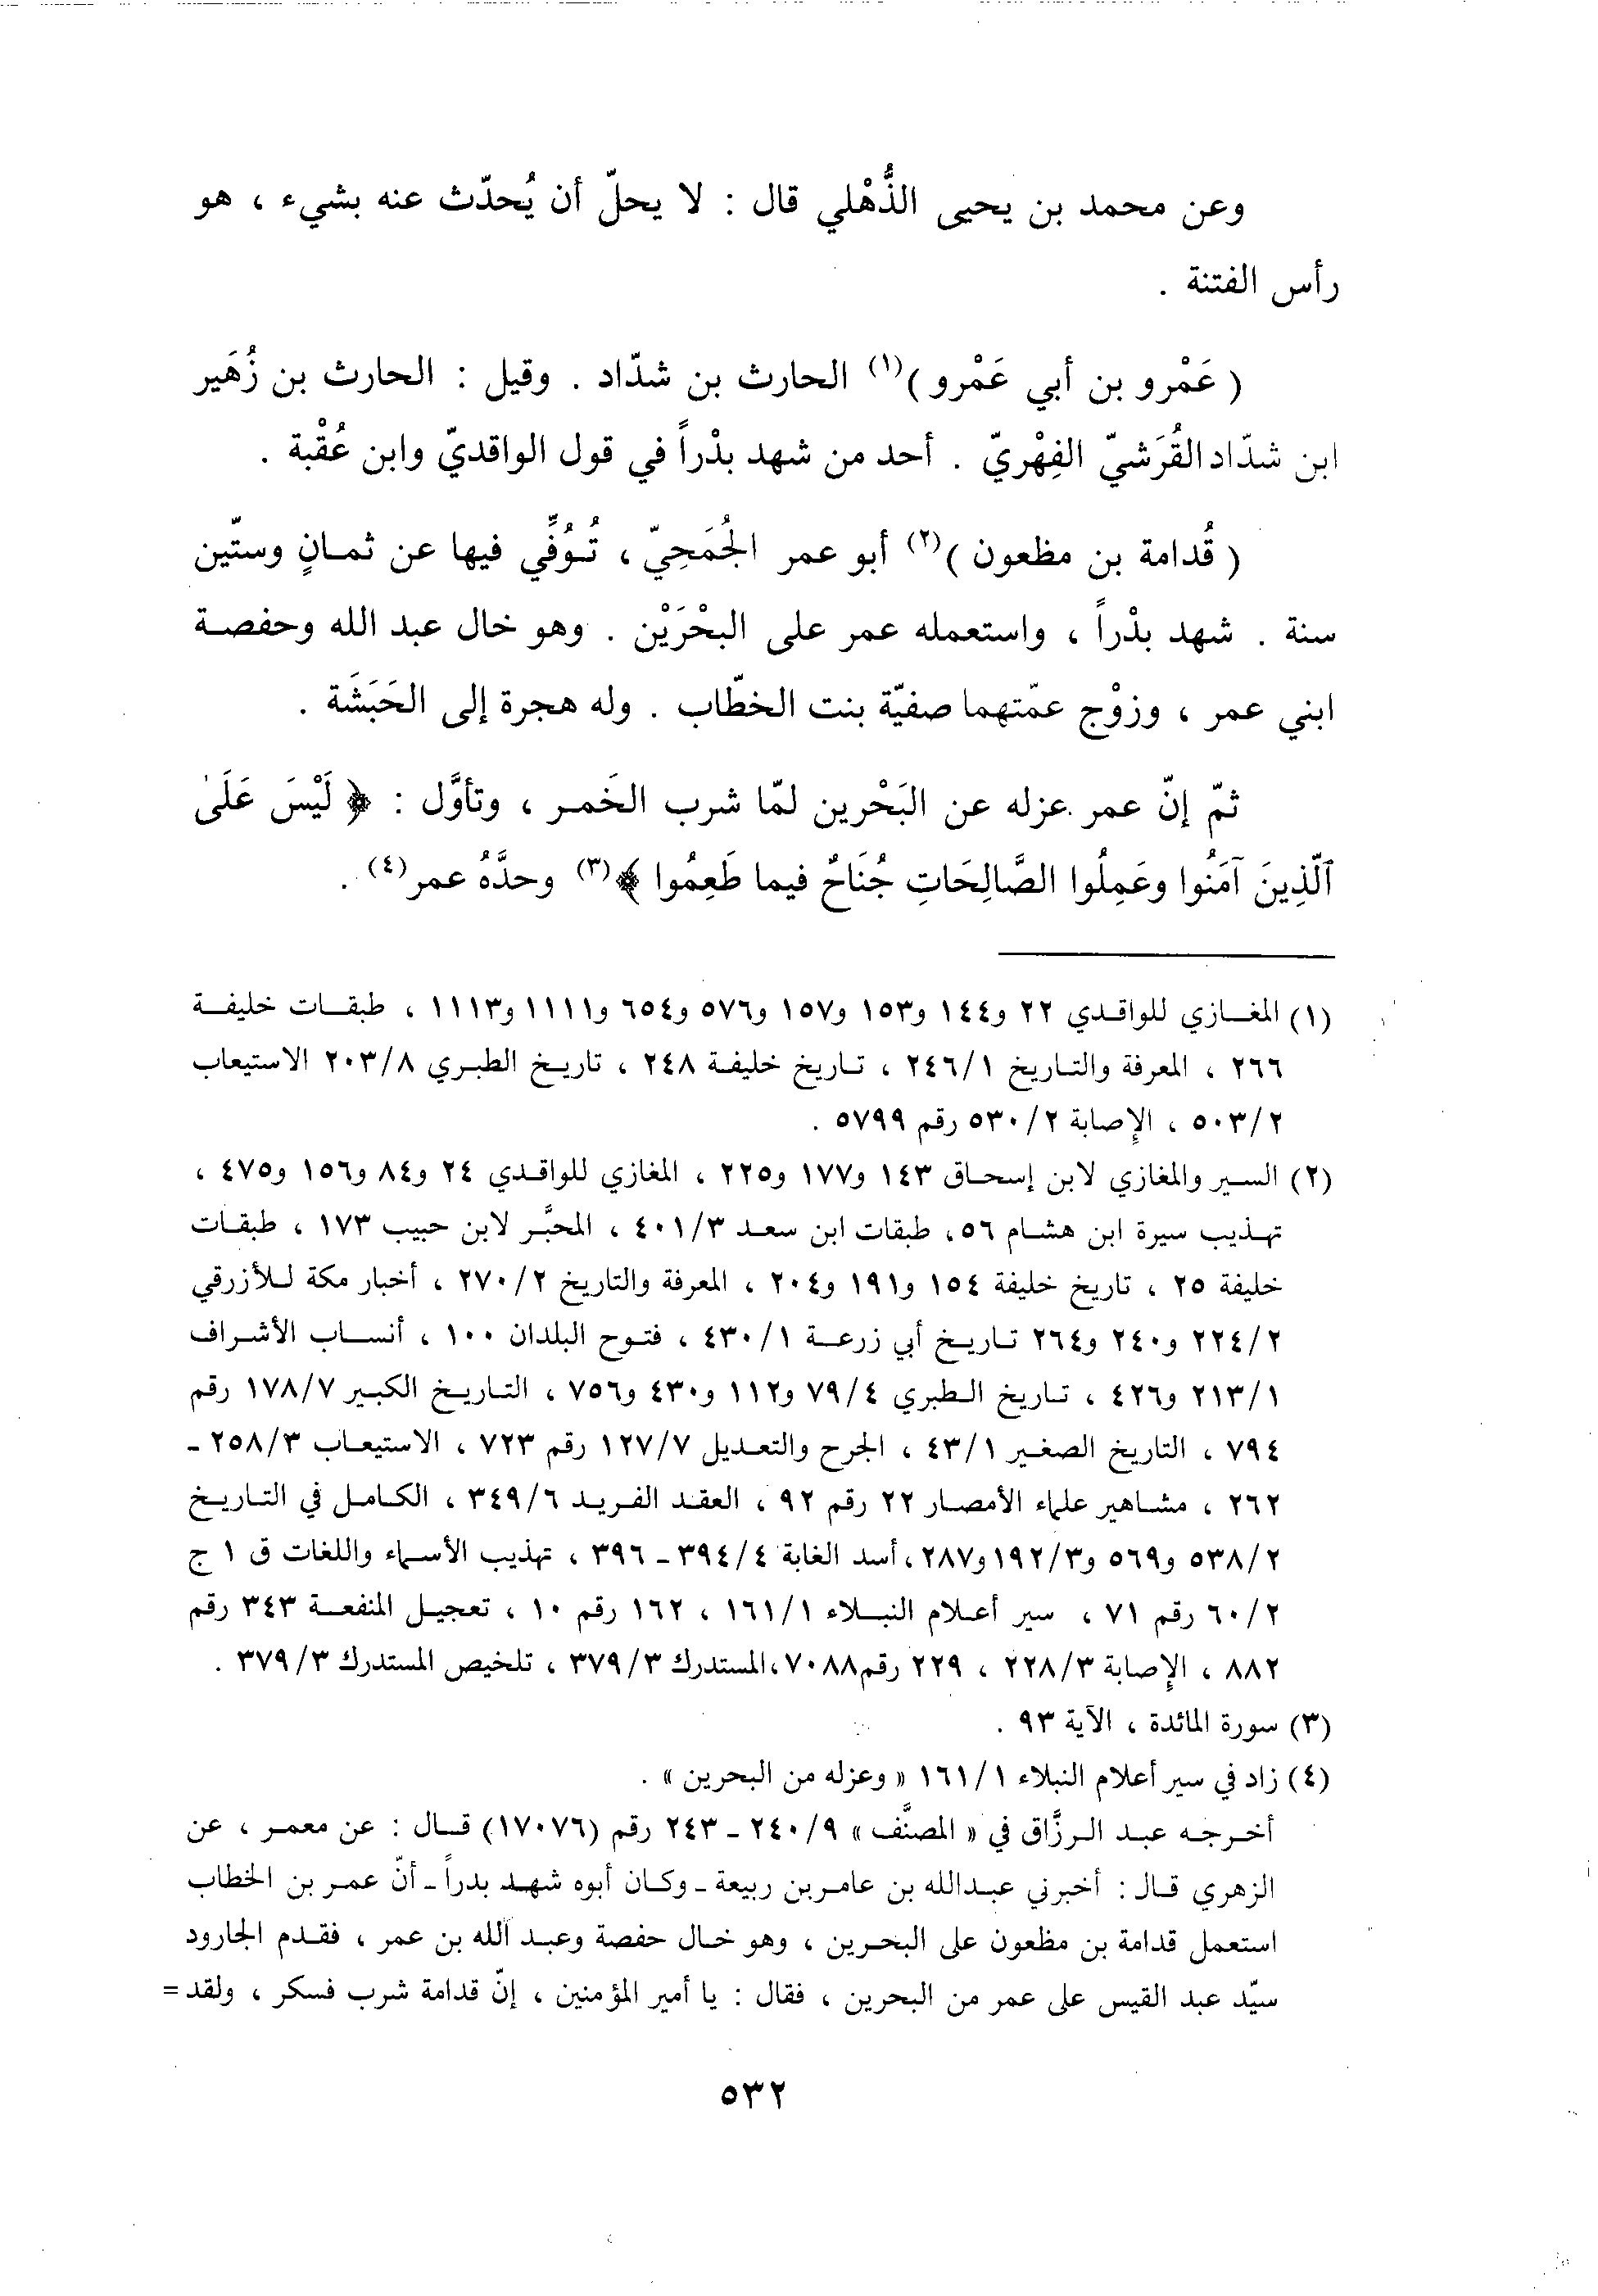 وعن محمد بن يحيى الذُّهْلي قال : لا يحلّ أن يُحدّث عنه بشيء ، هو
رأس الفتنة .
( عَمْرو بن أبي عَمْرو )(١) الحارث بن شدّاد . وقيل : الحارث بن زُهَير
ابن شدّاد القُرَشيّ الفِهْريّ . أحد من شهد بدْراً في قول الواقديّ وابن عُقْبة .
( قُدامة بن مظعون )(٢) أبو عمر الجُمَحِيّ ، تُوُفِّي فيها عن ثمانٍ وستّين
سنة . شهد بدْراً ، واستعمله عمر على البحْرَيْن . وهو خال عبد الله وحفصة
ابني عمر ، وزوْج عمّتهما صفيّة بنت الخطّاب . وله هجرة إلى الحَبَشَة .
ثمّ إنّ عمر عزله عن البَحْرين لمّا شرب الخَمر ، وتأوَّل : ﴿ لَيْسَ عَلَى
ٱلَّذِينَ آمَنُوا وعَمِلُوا الصَّالِحَاتِ جُنَاحٌ فيما طَعِمُوا ﴾(٣) وحدَّهُ عمر(٤) .
(١) المغازي للواقدي ٢٢ و١٤٤ و١٥٣ و١٥٧ و٥٧٦ و٦٥٤ و١١١١ و١١١٣ ، طبقات خليفة
٢٦٦ ، المعرفة والتاريخ ٢٤٦/١ ، تاريخ خليفة ٢٤٨ ، تاريخ الطبري ٢٠٣/٨ الاستيعاب
٥٠٣/٢ ، الإصابة ٥٣٠/٢ رقم ٥٧٩٩ .
(٢) السير والمغازي لابن إسحاق ١٤٣ و١٧٧ و٢٢٥ ، المغازي للواقدي ٢٤ و٨٤ و١٥٦ و٤٧٥ ،
تهذيب سيرة ابن هشام ٥٦ ، طبقات ابن سعد ٤٠١/٣ ، المحبَّر لابن حبيب ١٧٣ ، طبقات
خليفة ٢٥ ، تاريخ خليفة ١٥٤ و١٩١ و٢٠٤ ، المعرفة والتاريخ ٢٧٠/٢ ، أخبار مكة للأزرقي
٢٢٤/٢ و٢٤٠ و٢٦٤ تاريخ أبي زرعة ٤٣٠/١ ، فتوح البلدان ١٠٠ ، أنساب الأشراف
٢١٣/١ و٤٢٦ ، تاريخ الطبري ٧٩/٤ و١١٢ و٤٣٠ و٧٥٦ ، التاريخ الكبير ١٧٨/٧ رقم
٧٩٤ ، التاريخ الصغير ٤٣/١ ، الجرح والتعديل ١٢٧/٧ رقم ٧٢٣ ، الاستيعاب ٢٥٨/٣ -
٢٦٢ ، مشاهير علماء الأمصار ٢٢ رقم ٩٢ ، العقد الفريد ٣٤٩/٦ ، الكامل في التاريخ
٥٣٨/٢ و٥٦٩ و١٩٢/٣ و٢٨٧ ، أسد الغابة ٣٩٤/٤ - ٣٩٦ ، تهذيب الأسماء واللغات ق ١ ج
٦٠/٢ رقم ٧١ ، سير أعلام النبلاء ١٦١/١ ، ١٦٢ رقم ١٠ ، تعجيل المنفعة ٣٤٣ رقم
٨٨٢ ، الإصابة ٢٢٨/٣ ، ٢٢٩ رقم ٧٠٨٨ ، المستدرك ٣٧٩/٣ ، تلخيص المستدرك ٣٧٩/٣ .
(٣) سورة المائدة ، الآية ٩٣ .
(٤) زاد في سير أعلام النبلاء ١٦١/١ « وعزله من البحرين » .
أخرجه عبد الرزَّاق في « المصنَّف » ٢٤٠/٩ - ٢٤٣ رقم (١٧٠٧٦) قال : عن معمر ، عن
الزهري قال : أخبرني عبدالله بن عامر بن ربيعة - وكان أبوه شهد بدراً - أنّ عمر بن الخطاب
استعمل قدامة بن مظعون على البحرين ، وهو خال حفصة وعبد الله بن عمر ، فقدم الجارود
سيّد عبد القيس على عمر من البحرين ، فقال : يا أمير المؤمنين ، إنّ قدامة شرب فسكر ، ولقد =
٥٣٢